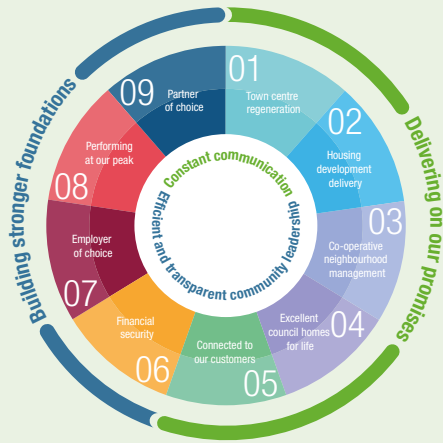 Building stronger foundations
Delivering on our promises
Constant communication
Efficient and transparent community leadership
01
Town centre
regeneration
02
Housing
development
delivery
03
Co-operative
neighbourhood
management
04
Excellent
council homes
for life
05
Connected to
our customers
06
Financial
security
07
Employer
of choice
08
Performing
at our peak
09
Partner
of choice